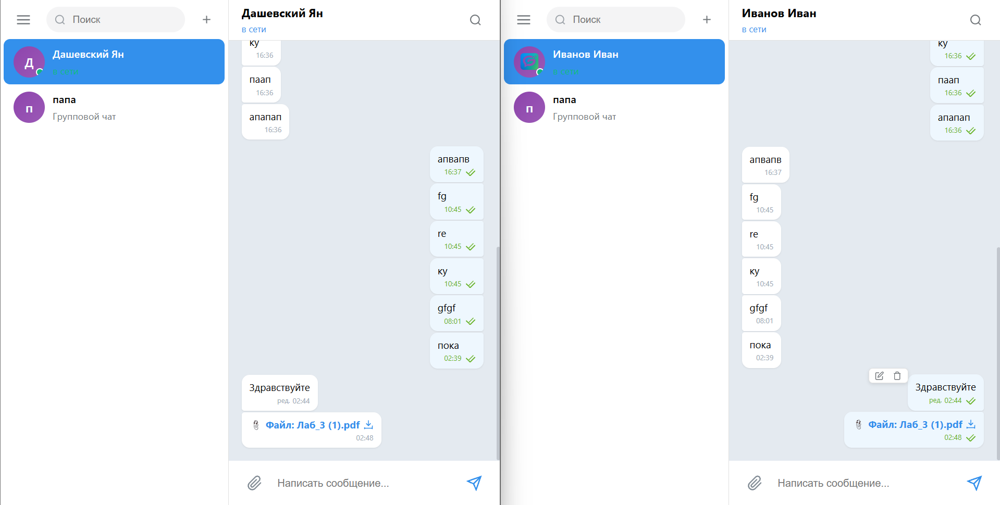 Поиск
Дашевский Ян
в сети
Д
Дашевский Ян
в сети
п
папа
Групповой чат
ку
16:36
паап
16:36
апапап
16:36
апвапв
16:37
fg
10:45
re
10:45
ку
10:45
gfgf
08:01
пока
02:39
Здравствуйте
ред. 02:44
Файл: Лаб_3 (1).pdf
02:48
Написать сообщение...
Поиск
Иванов Иван
в сети
Иванов Иван
в сети
п
папа
Групповой чат
ку
16:36
паап
16:36
апапап
16:36
апвапв
16:37
fg
10:45
re
10:45
ку
10:45
gfgf
08:01
пока
02:39
Здравствуйте
ред. 02:44
Файл: Лаб_3 (1).pdf
02:48
Написать сообщение...